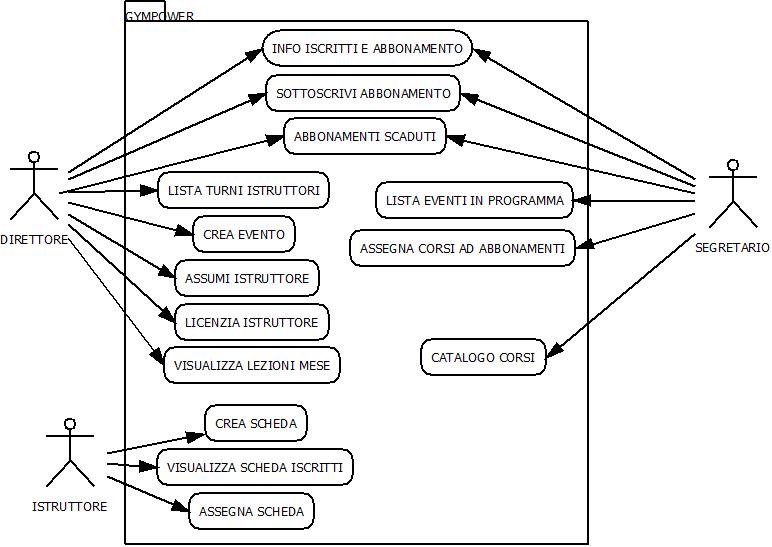 GYMPOWER
INFO ISCRITTI E ABBONAMENTO
SOTTOSCRIVI ABBONAMENTO
ABBONAMENTI SCADUTI
LISTA TURNI ISTRUTTORI
LISTA EVENTI IN PROGRAMMA
CREA EVENTO
DIRETTORE
ASSEGNA CORSI AD ABBONAMENTI
SEGRETARIO
ASSUMI ISTRUTTORE
LICENZIA ISTRUTTORE
VISUALIZZA LEZIONI MESE
CATALOGO CORSI
CREA SCHEDA
VISUALIZZA SCHEDA ISCRITTI
ISTRUTTORE
ASSEGNA SCHEDA